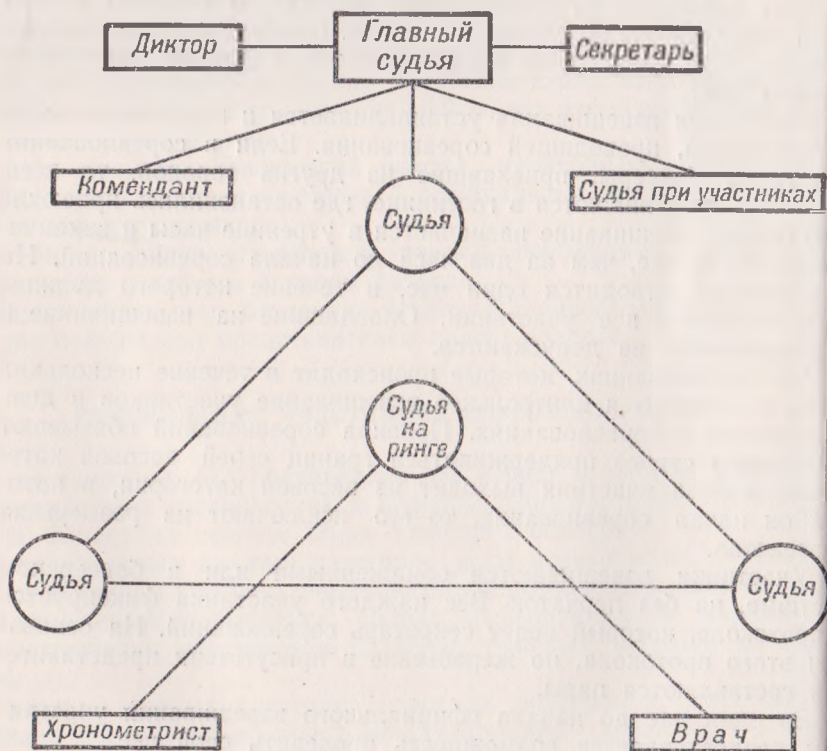 Диктор
Главный
судья
Секретарь
Комендант
Судья при участниках
Судья
Судья
на
ринге
Судья
Судья
Хронометрист
Врач